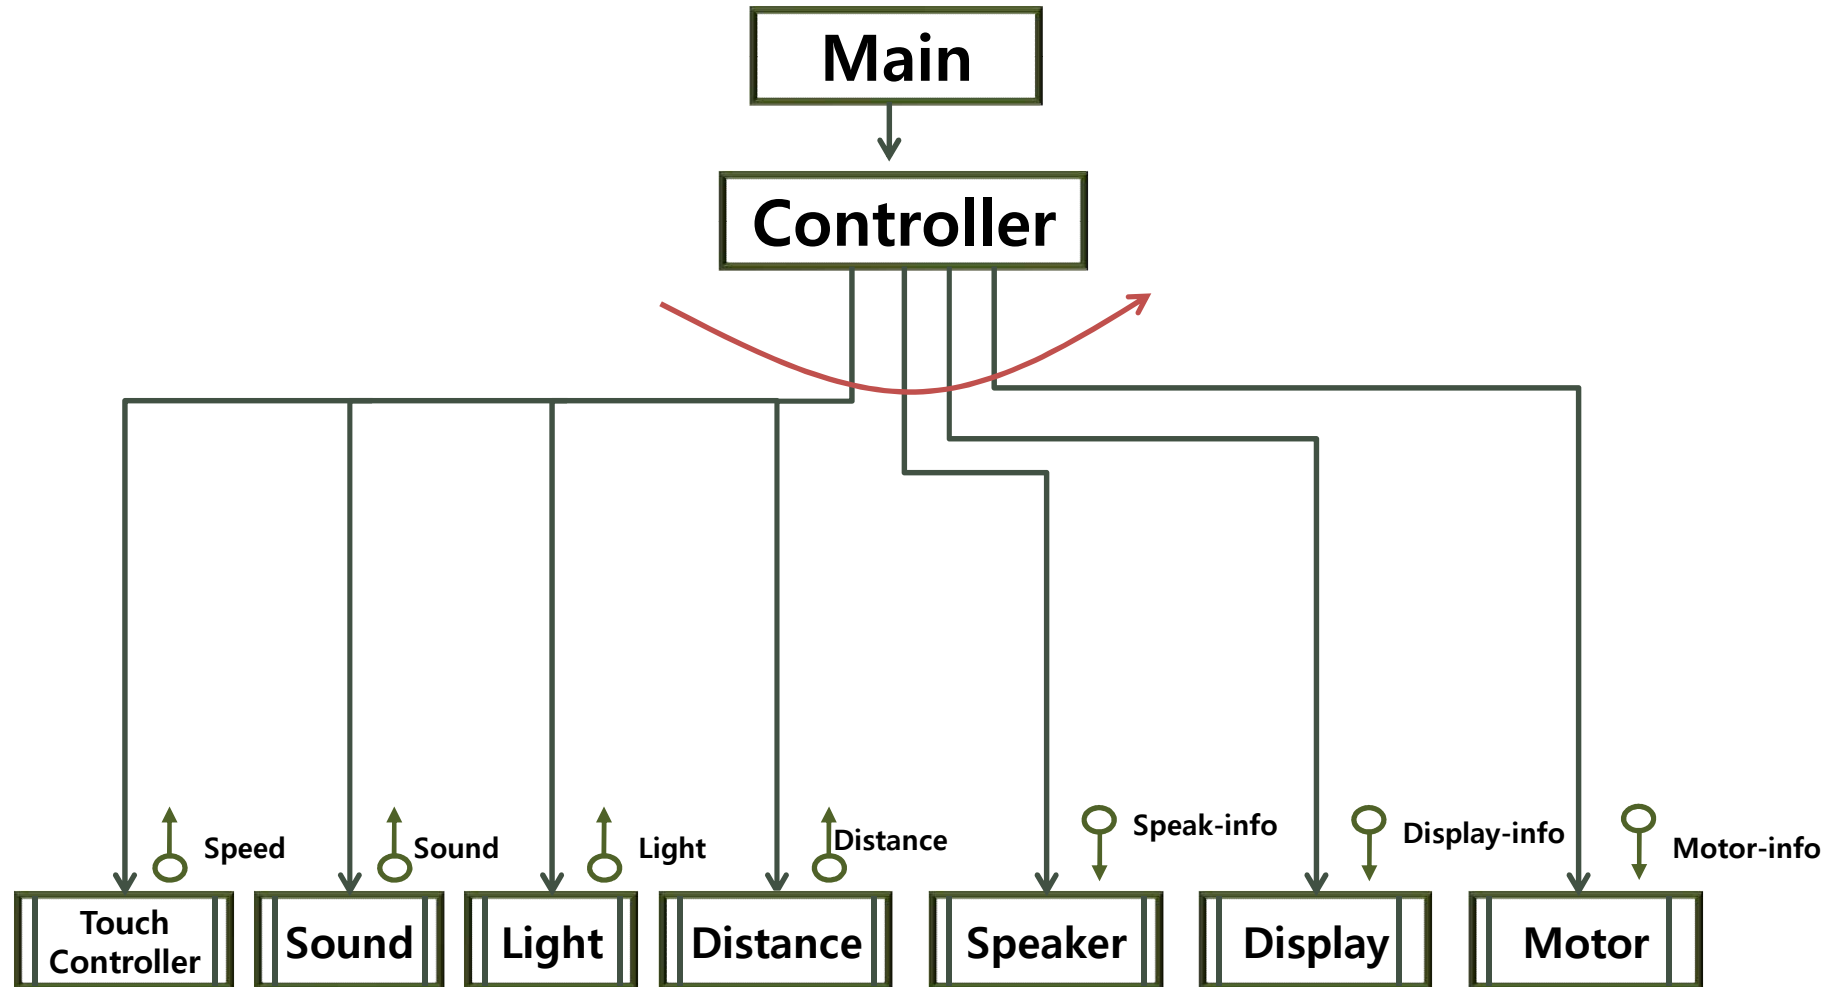 Main
Controller
Speed
Sound
Light
Distance
Speak-info
Display-info
Motor-info
Touch
Controller
Sound
Light
Distance
Speaker
Display
Motor